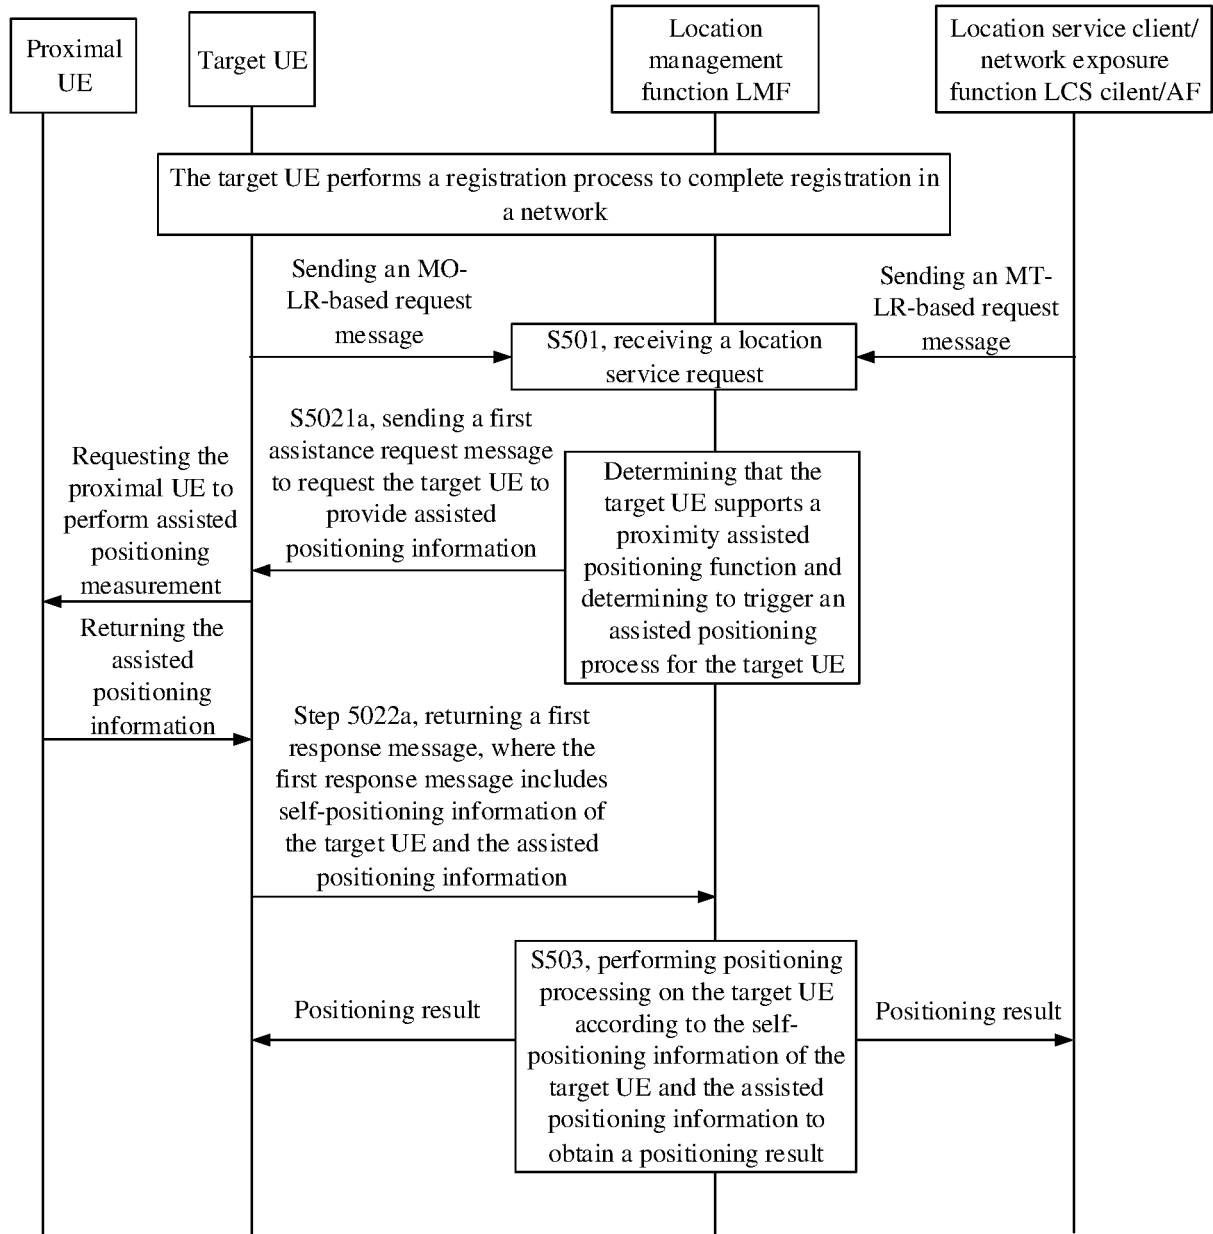 Proximal
UE
Target UE
Location
management
function LMF
Location service client/
network exposure
function LCS cilent/AF
The target UE performs a registration process to complete registration in
a network
Sending an MO-
LR-based request
message
Sending an MT-
LR-based request
message
S501, receiving a location
service request
S5021a, sending a first
assistance request message
to request the target UE to
provide assisted
positioning information
Requesting the
proximal UE to
perform assisted
positioning
measurement
Determining that the
target UE supports a
proximity assisted
positioning function and
determining to trigger an
assisted positioning
process for the target UE
Returning the
assisted
positioning
information
Step 5022a, returning a first
response message, where the
first response message includes
self-positioning information of
the target UE and the assisted
positioning information
S503, performing positioning
processing on the target UE
according to the self-
positioning information of the
target UE and the assisted
positioning information to
obtain a positioning result
Positioning result
Positioning result